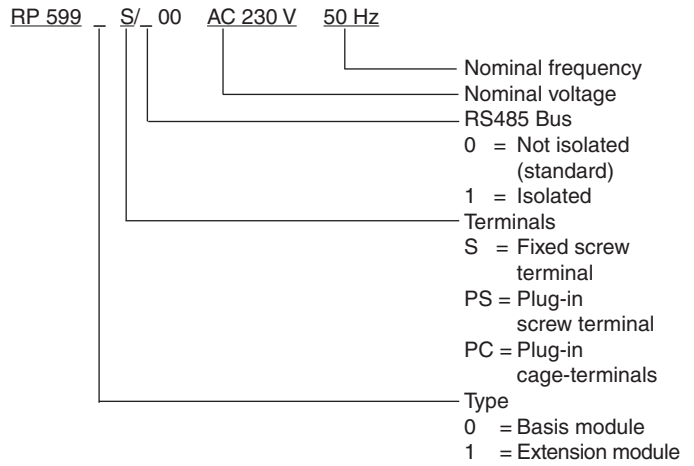 RP 599 _ S/_ 00 AC 230 V 50 Hz
Nominal frequency
Nominal voltage
RS485 Bus
0 = Not isolated
(standard)
1 = Isolated
Terminals
S = Fixed screw
terminal
PS = Plug-in
screw terminal
PC = Plug-in
cage-terminals
Type
0 = Basis module
1 = Extension module